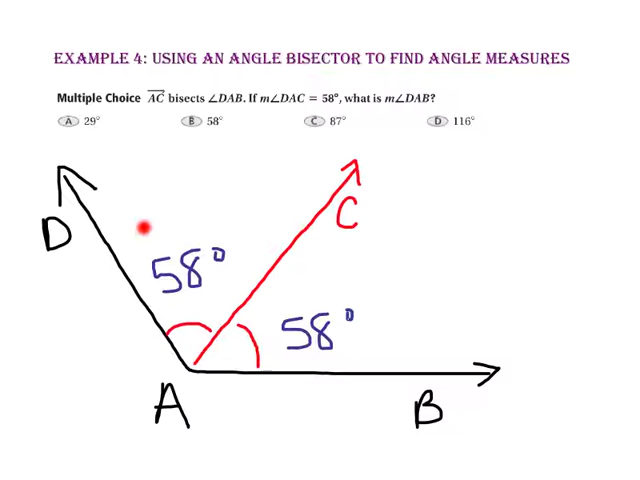 EXAMPLE 4: USING AN ANGLE BISECTOR TO FIND ANGLE MEASURES
Multiple Choice AC bisects ∠DAB. If m∠DAC = 58°, what is m∠DAB?
A 29° B 58° C 87° D 116°
D
C
58°
58°
A
B